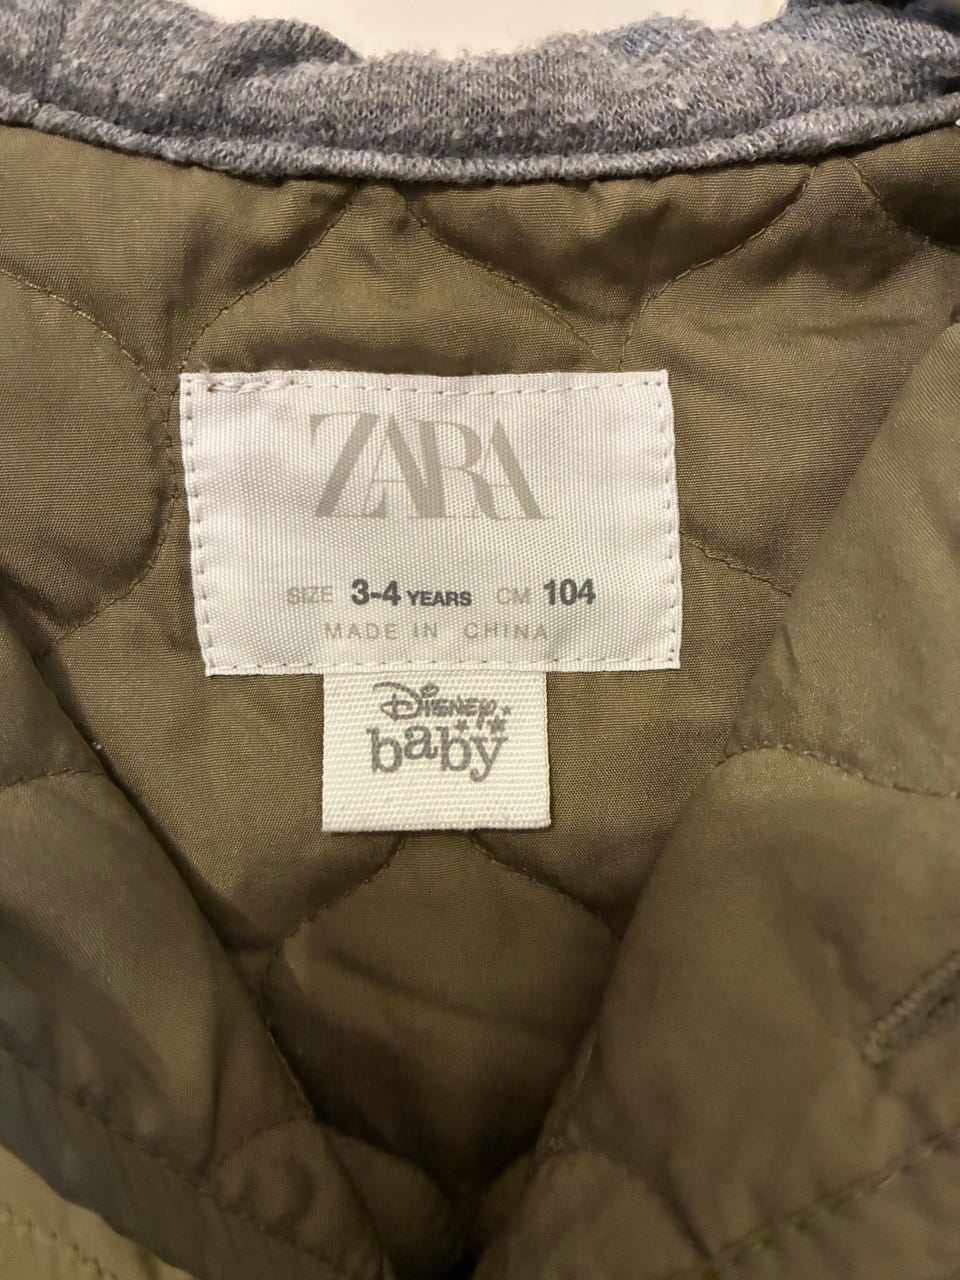 ZARA
SIZE 3-4 YEARS CM 104
MADE IN CHINA
Disney
baby